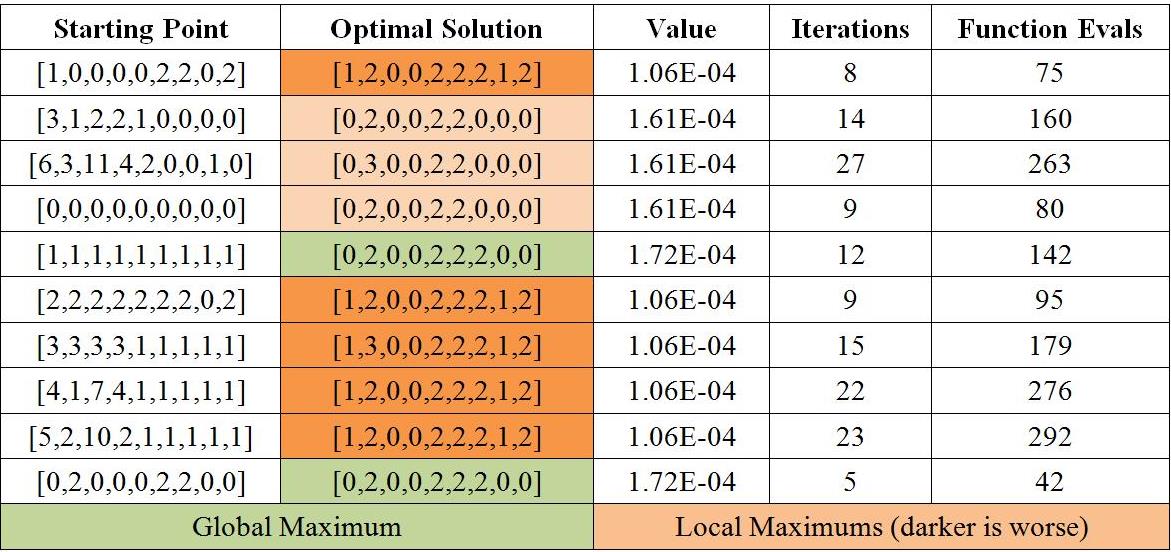 Starting Point Optimal Solution Value Iterations Function Evals
[1,0,0,0,0,2,2,0,2] [1,2,0,0,2,2,2,1,2] 1.06E-04 8 75
[3,1,2,2,1,0,0,0,0] [0,2,0,0,2,2,0,0,0] 1.61E-04 14 160
[6,3,11,4,2,0,0,1,0] [0,3,0,0,2,2,0,0,0] 1.61E-04 27 263
[0,0,0,0,0,0,0,0,0] [0,2,0,0,2,2,0,0,0] 1.61E-04 9 80
[1,1,1,1,1,1,1,1,1] [0,2,0,0,2,2,2,0,0] 1.72E-04 12 142
[2,2,2,2,2,2,2,0,2] [1,2,0,0,2,2,2,1,2] 1.06E-04 9 95
[3,3,3,3,1,1,1,1,1] [1,3,0,0,2,2,2,1,2] 1.06E-04 15 179
[4,1,7,4,1,1,1,1,1] [1,2,0,0,2,2,2,1,2] 1.06E-04 22 276
[5,2,10,2,1,1,1,1,1] [1,2,0,0,2,2,2,1,2] 1.06E-04 23 292
[0,2,0,0,0,2,2,0,0] [0,2,0,0,2,2,2,0,0] 1.72E-04 5 42
Global Maximum Local Maximums (darker is worse)